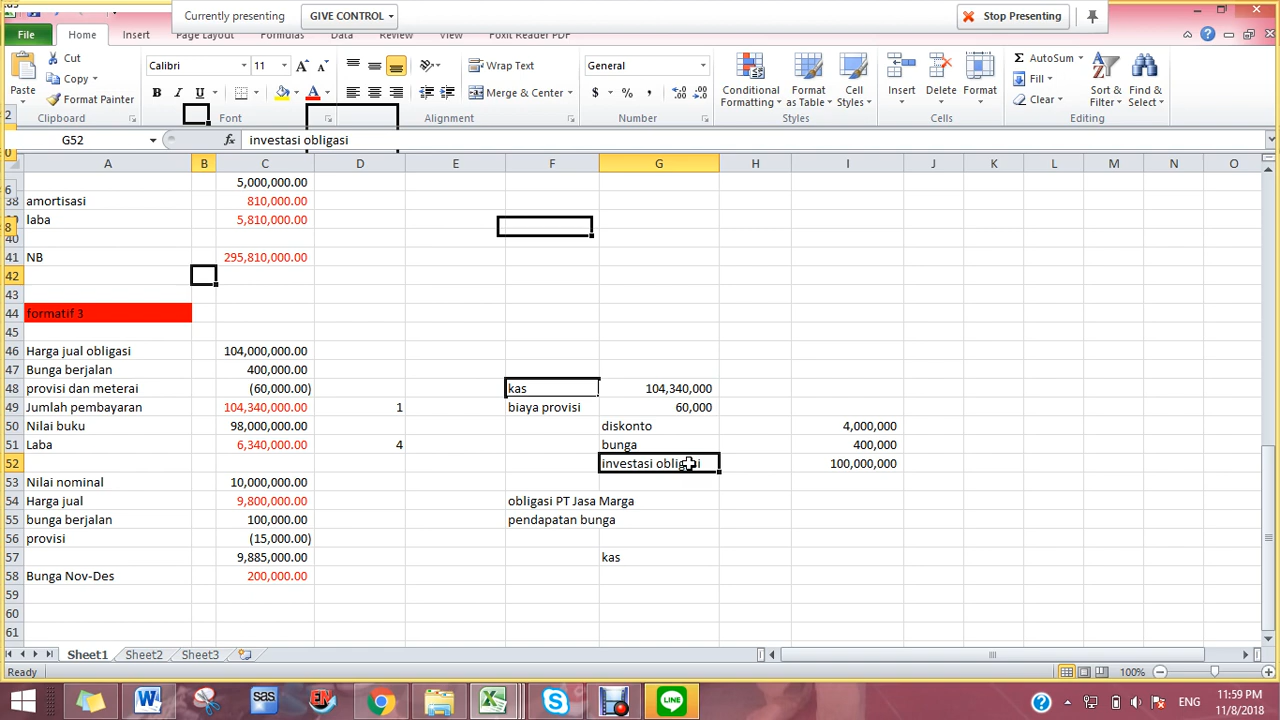 Currently presenting
GIVE CONTROL
Stop Presenting
File Home Insert Page Layout Formulas Data Review View Foxit Reader PDF
Paste
Cut
Copy
Format Painter
Clipboard
Calibri 11
B I U
Font
Wrap Text
Merge & Center
Alignment
General
$ % ,
Number
Conditional Formatting
Format as Table
Cell Styles
Styles
Insert
Delete
Format
Cells
AutoSum
Fill
Clear
Sort & Filter
Find & Select
Editing
G52 fx investasi obligasi
A B C D E F G H I J K L M N O
5,000,000.00
38 amortisasi 810,000.00
laba 5,810,000.00
40
41 NB 295,810,000.00
42
43
44 formatif 3
45
46 Harga jual obligasi 104,000,000.00
47 Bunga berjalan 400,000.00
48 provisi dan meterai (60,000.00) kas 104,340,000
49 Jumlah pembayaran 104,340,000.00 1 biaya provisi 60,000
50 Nilai buku 98,000,000.00 diskonto 4,000,000
51 Laba 6,340,000.00 4 bunga 400,000
52 investasi obligasi 100,000,000
53 Nilai nominal 10,000,000.00
54 Harga jual 9,800,000.00 obligasi PT Jasa Marga
55 bunga berjalan 100,000.00 pendapatan bunga
56 provisi (15,000.00)
57 9,885,000.00 kas
58 Bunga Nov-Des 200,000.00
59
60
61
Sheet1 Sheet2 Sheet3
Ready 100%
ENG
11:59 PM
11/8/2018
W
sas
EN
S
LINE